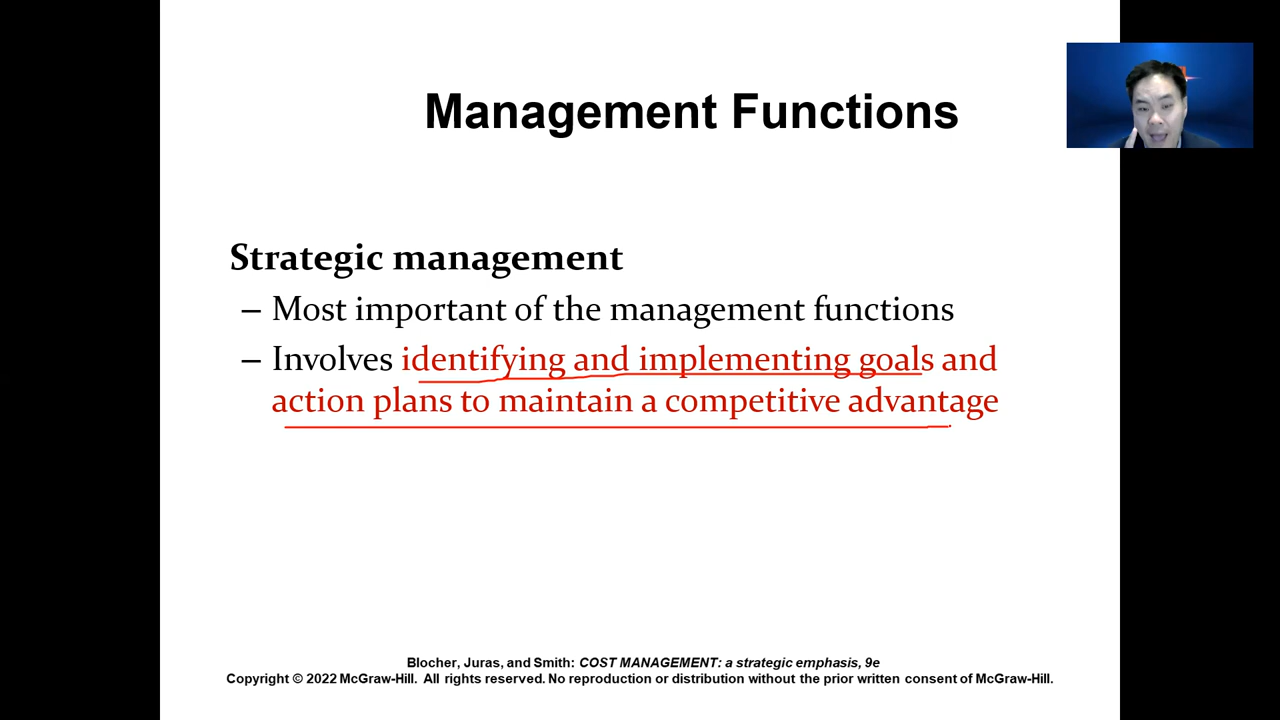 Management Functions
Strategic management
– Most important of the management functions
– Involves identifying and implementing goals and
action plans to maintain a competitive advantage
Blocher, Juras, and Smith: COST MANAGEMENT: a strategic emphasis, 9e
Copyright © 2022 McGraw-Hill. All rights reserved. No reproduction or distribution without the prior written consent of McGraw-Hill.